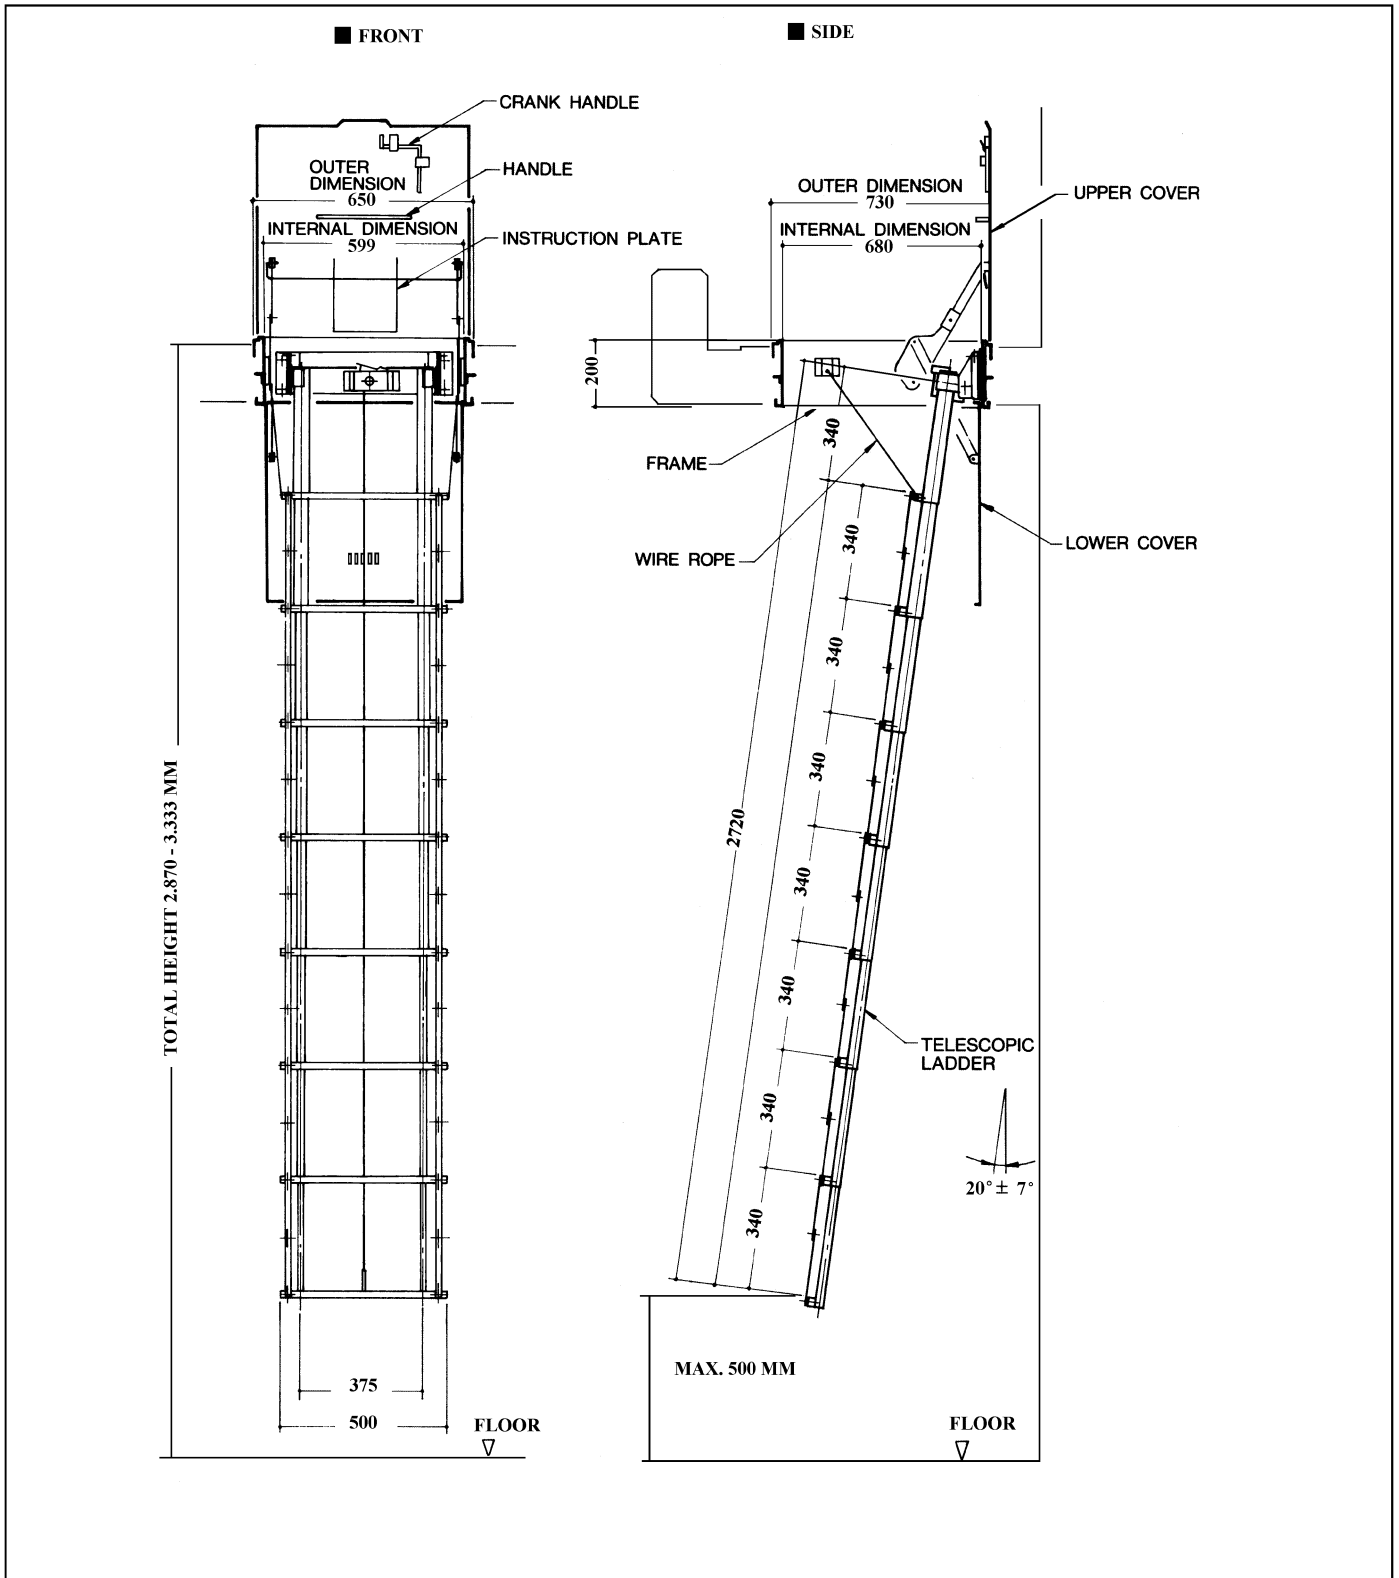 ■ FRONT
CRANK HANDLE
OUTER
DIMENSION
650
HANDLE
INTERNAL DIMENSION
599
INSTRUCTION PLATE
TOTAL HEIGHT 2.870 - 3.333 MM
375
500
FLOOR
■ SIDE
OUTER DIMENSION
730
UPPER COVER
INTERNAL DIMENSION
680
200
FRAME
WIRE ROPE
LOWER COVER
340
340
340
340
340
340
340
340
2720
TELESCOPIC
LADDER
20° ± 7°
MAX. 500 MM
FLOOR